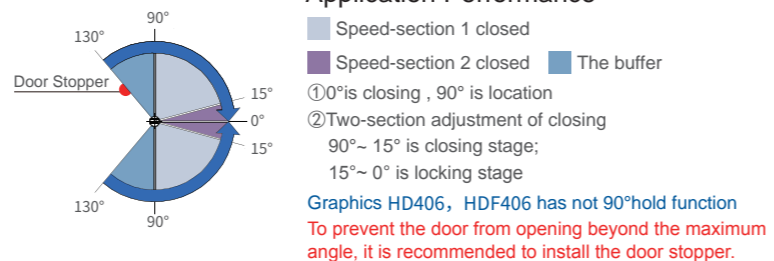 Speed-section 1 closed
Speed-section 2 closed The buffer
①0°is closing , 90° is location
②Two-section adjustment of closing
90°~ 15° is closing stage;
15°~ 0° is locking stage
Graphics HD406，HDF406 has not 90°hold function
To prevent the door from opening beyond the maximum
angle, it is recommended to install the door stopper.
90°
130°
Door Stopper
15°
0°
15°
130°
90°